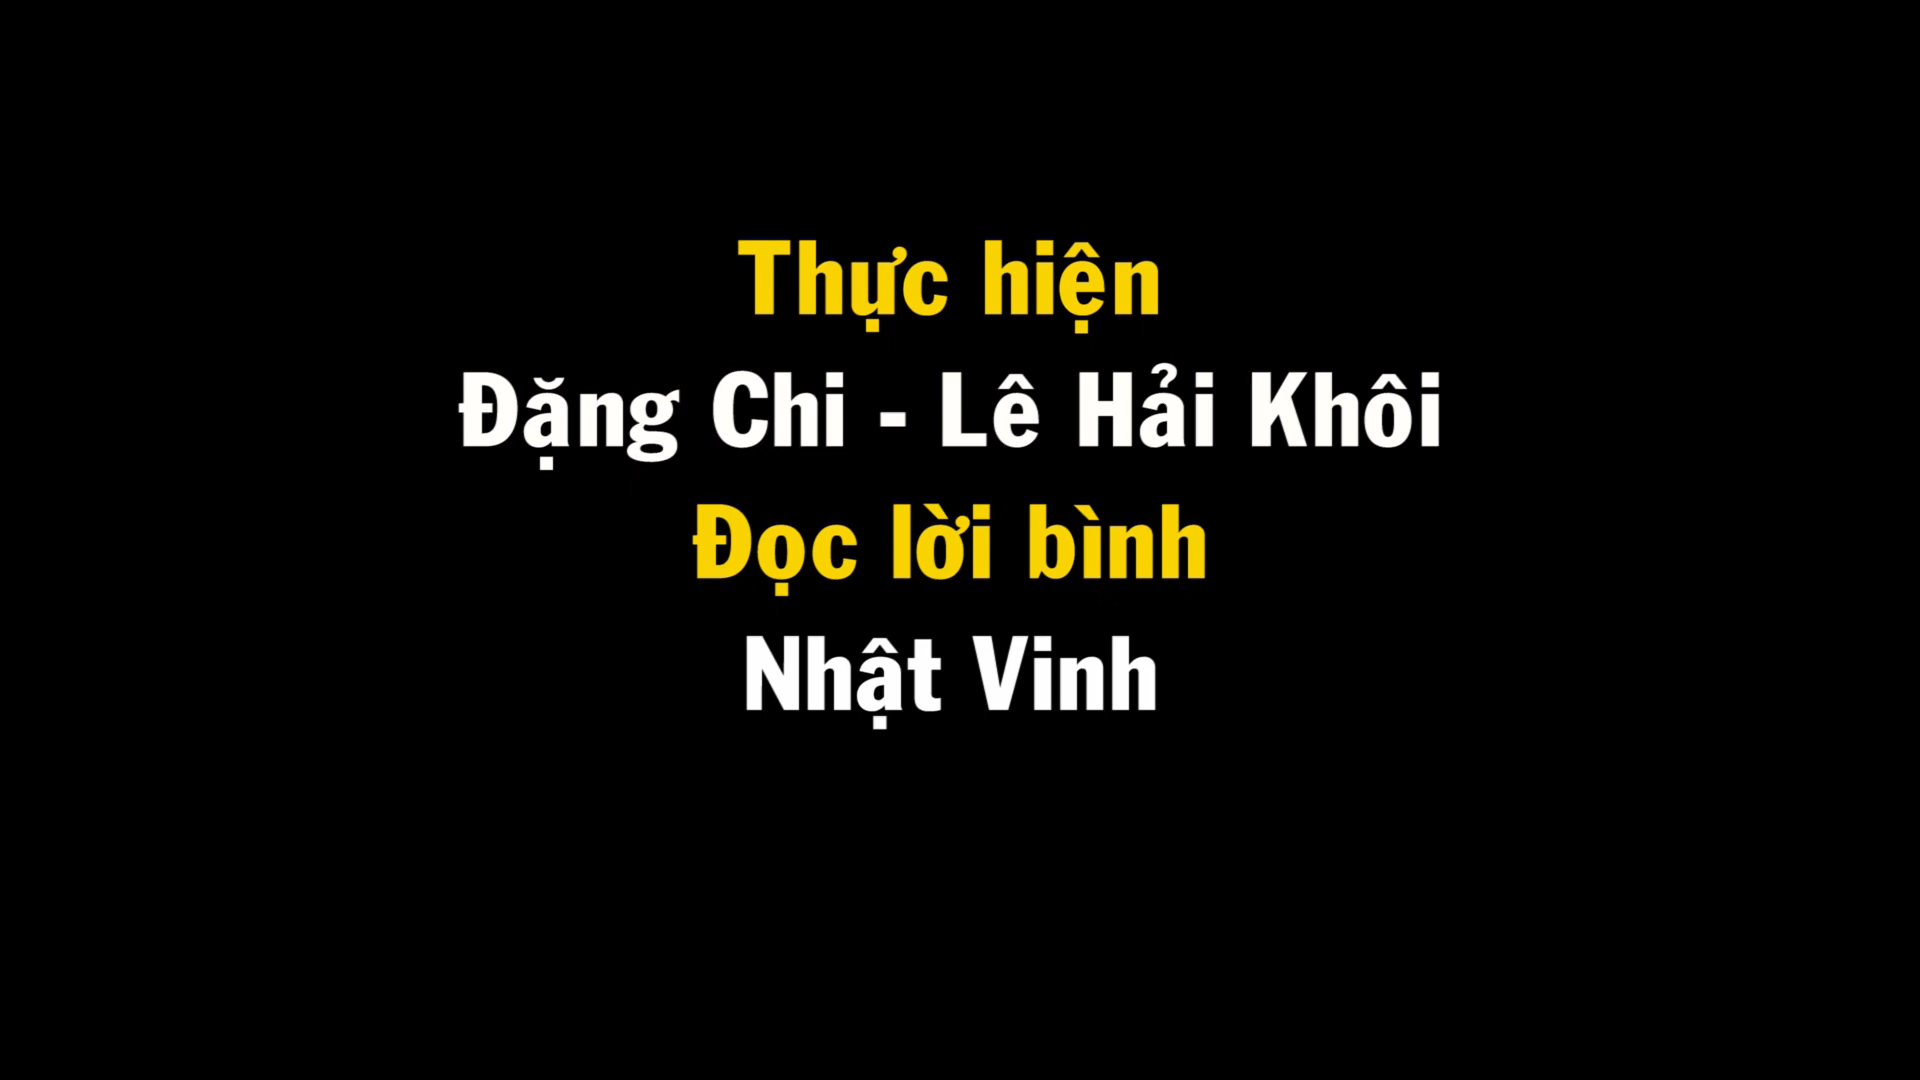 Thực hiện
Đặng Chi - Lê Hải Khôi
Đọc lời bình
Nhật Vinh